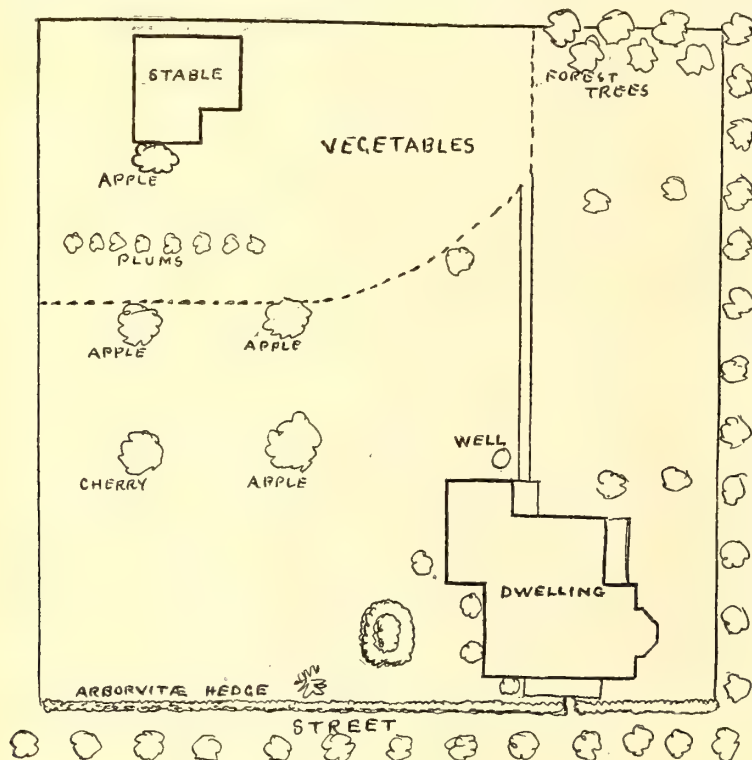 STABLE
FOREST
TREES
VEGETABLES
APPLE
PLUMS
APPLE
APPLE
WELL
CHERRY
APPLE
DWELLING
ARBORVITÆ HEDGE
STREET